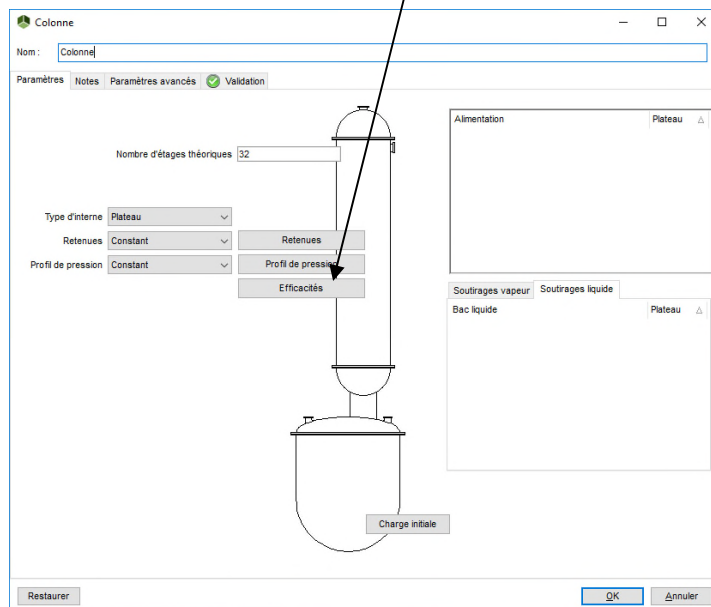 Colonne
Nom : Colonne
Paramètres Notes Paramètres avancés Validation
Nombre d'étages théoriques 32
Type d'interne Plateau
Retenues Constant Retenues
Profil de pression Constant Profil de pression
Efficacités
Alimentation Plateau
Soutirages vapeur Soutirages liquide
Bac liquide Plateau
Charge initiale
Restaurer OK Annuler